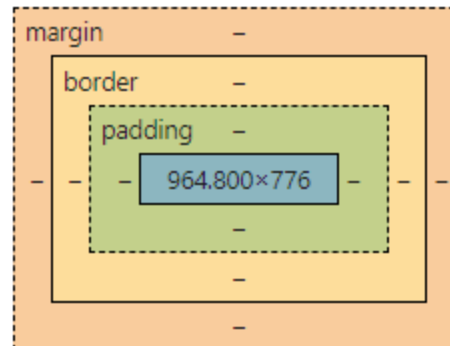 margin –
border –
padding –
– – – 964.800×776 – – –
–
–
–